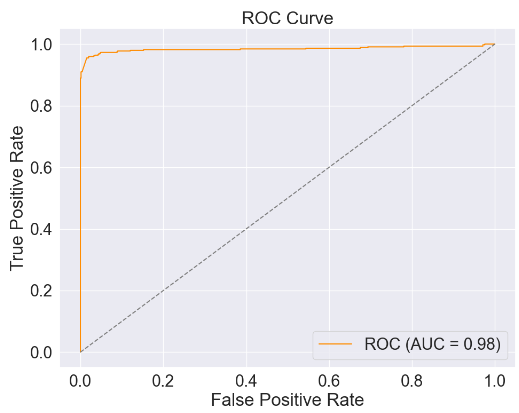 ROC Curve
True Positive Rate
1.0
0.8
0.6
0.4
0.2
0.0
ROC (AUC = 0.98)
0.0 0.2 0.4 0.6 0.8 1.0
False Positive Rate